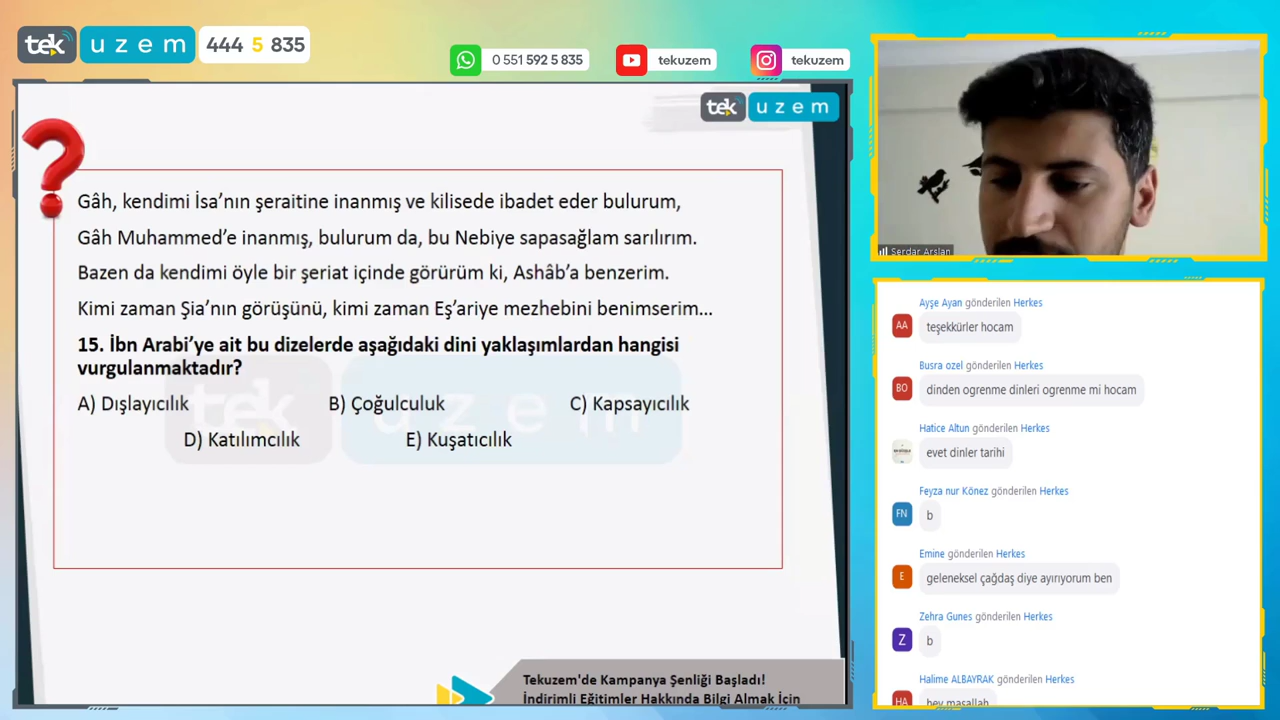 tek uzem 444 5 835
0 551 592 5 835
tekuzem
tekuzem
tek uzem
Gâh, kendimi İsa’nın şeraitine inanmış ve kilisede ibadet eder bulurum,
Gâh Muhammed’e inanmış, bulurum da, bu Nebiye sapasağlam sarılırım.
Bazen da kendimi öyle bir şeriat içinde görürüm ki, Ashâb’a benzerim.
Kimi zaman Şia’nın görüşünü, kimi zaman Eş’ariye mezhebini benimserim...
15. İbn Arabi’ye ait bu dizelerde aşağıdaki dini yaklaşımlardan hangisi
vurgulanmaktadır?
A) Dışlayıcılık B) Çoğulculuk C) Kapsayıcılık
D) Katılımcılık E) Kuşatıcılık
tek uzem
Tekuzem'de Kampanya Şenliği Başladı!
İndirimli Eğitimler Hakkında Bilgi Almak İçin
Serdar Arslan
Ayşe Ayan gönderilen Herkes
AA teşekkürler hocam
Busra ozel gönderilen Herkes
BO dinden ogrenme dinleri ogrenme mi hocam
Hatice Altun gönderilen Herkes
evet dinler tarihi
Feyza nur Könez gönderilen Herkes
FN b
Emine gönderilen Herkes
E geleneksel çağdaş diye ayırıyorum ben
Zehra Gunes gönderilen Herkes
Z b
Halime ALBAYRAK gönderilen Herkes
HA hey maşallah